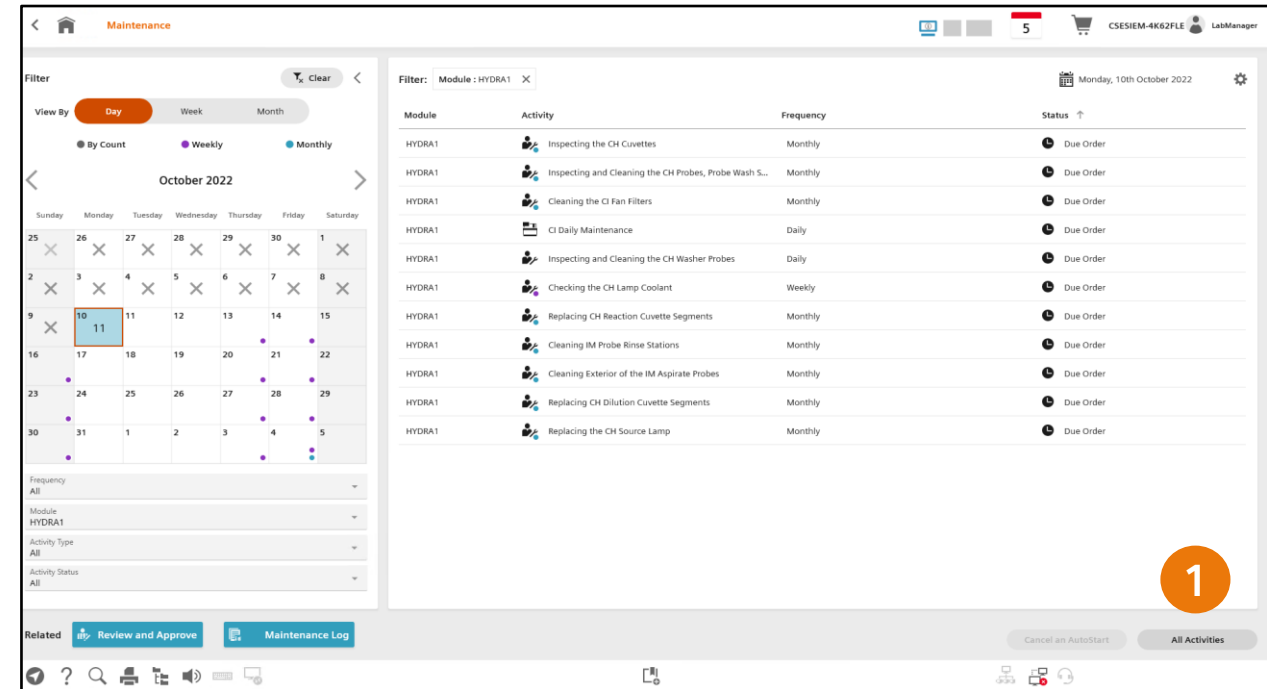 Maintenance
5
CSESIEM-4K62FLE
LabManager
Filter
Clear
View By Day Week Month
By Count Weekly Monthly
October 2022
Sunday Monday Tuesday Wednesday Thursday Friday Saturday
25 26 27 28 29 30 1
2 3 4 5 6 7 8
9 10 11 12 13 14 15
11
16 17 18 19 20 21 22
23 24 25 26 27 28 29
30 31 1 2 3 4 5
Frequency
All
Module
HYDRA1
Activity Type
All
Activity Status
All
Filter: Module : HYDRA1 X
Monday, 10th October 2022
Module Activity Frequency Status
HYDRA1 Inspecting the CH Cuvettes Monthly Due Order
HYDRA1 Inspecting and Cleaning the CH Probes, Probe Wash S... Monthly Due Order
HYDRA1 Cleaning the CI Fan Filters Monthly Due Order
HYDRA1 CI Daily Maintenance Daily Due Order
HYDRA1 Inspecting and Cleaning the CH Washer Probes Daily Due Order
HYDRA1 Checking the CH Lamp Coolant Weekly Due Order
HYDRA1 Replacing CH Reaction Cuvette Segments Monthly Due Order
HYDRA1 Cleaning IM Probe Rinse Stations Monthly Due Order
HYDRA1 Cleaning Exterior of the IM Aspirate Probes Monthly Due Order
HYDRA1 Replacing CH Dilution Cuvette Segments Monthly Due Order
HYDRA1 Replacing the CH Source Lamp Monthly Due Order
1
Related Review and Approve Maintenance Log
Cancel an AutoStart All Activities